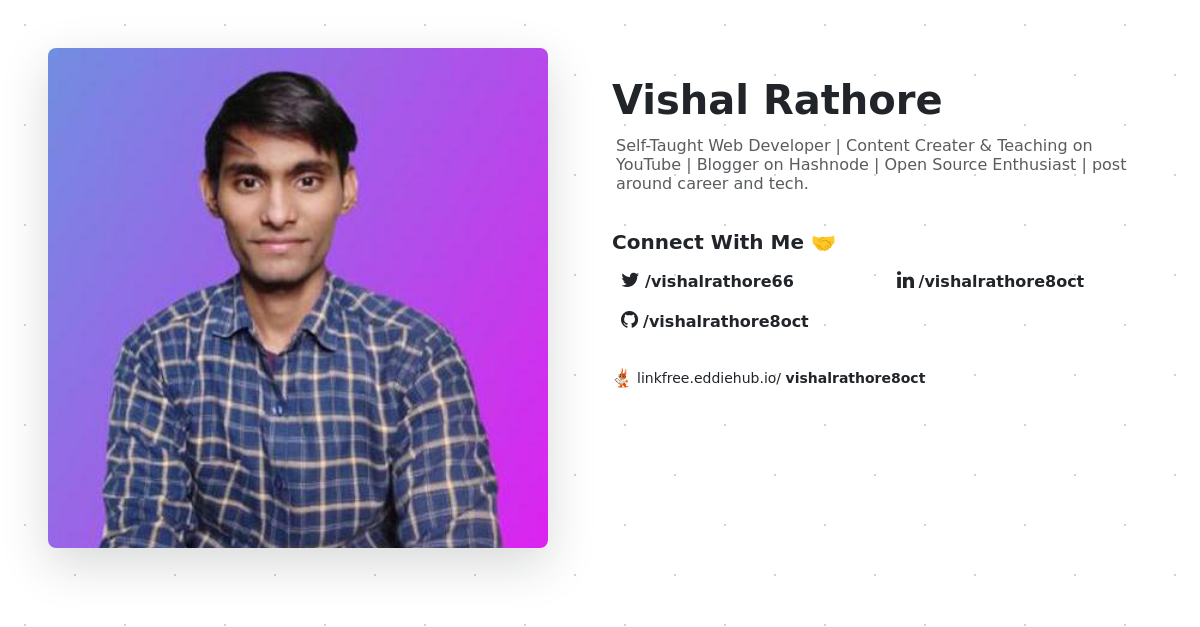 Vishal Rathore
Self-Taught Web Developer | Content Creater & Teaching on
YouTube | Blogger on Hashnode | Open Source Enthusiast | post
around career and tech.
Connect With Me 🤝
/vishalrathore66
/vishalrathore8oct
/vishalrathore8oct
linkfree.eddiehub.io/ vishalrathore8oct